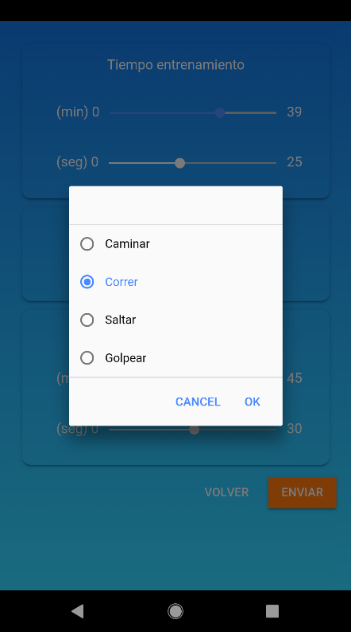 Tiempo entrenamiento
(min) 0 39
(seg) 0 25
Caminar
Correr
Saltar
Golpear
CANCEL OK
45
(seg) 0 30
VOLVER ENVIAR